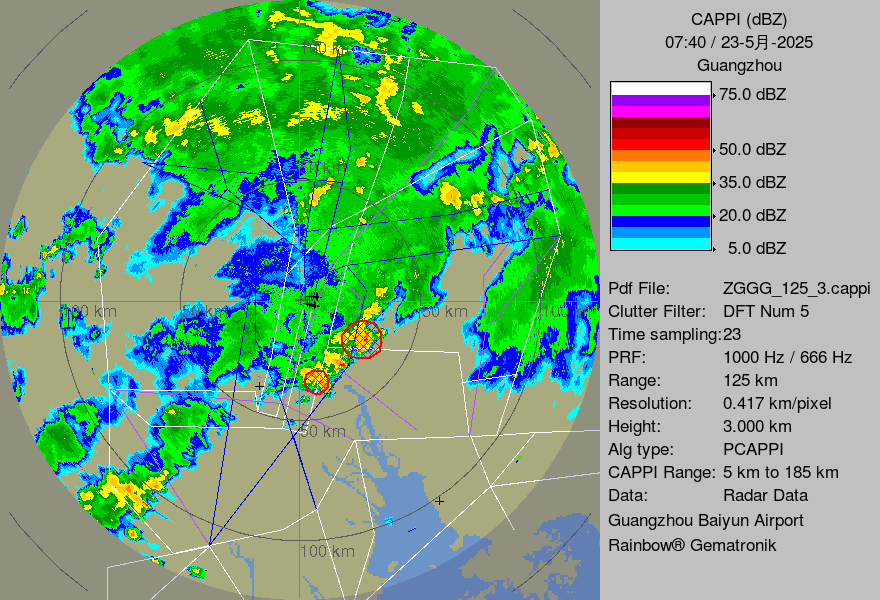 CAPPI (dBZ)
07:40 / 23-5月-2025
Guangzhou
75.0 dBZ
50.0 dBZ
35.0 dBZ
20.0 dBZ
5.0 dBZ
Pdf File: ZGGG_125_3.cappi
Clutter Filter: DFT Num 5
Time sampling:23
PRF: 1000 Hz / 666 Hz
Range: 125 km
Resolution: 0.417 km/pixel
Height: 3.000 km
Alg type: PCAPPI
CAPPI Range: 5 km to 185 km
Data: Radar Data
Guangzhou Baiyun Airport
Rainbow® Gematronik
100 km
100 km
50 km
50 km
100 km
50 km
100 km